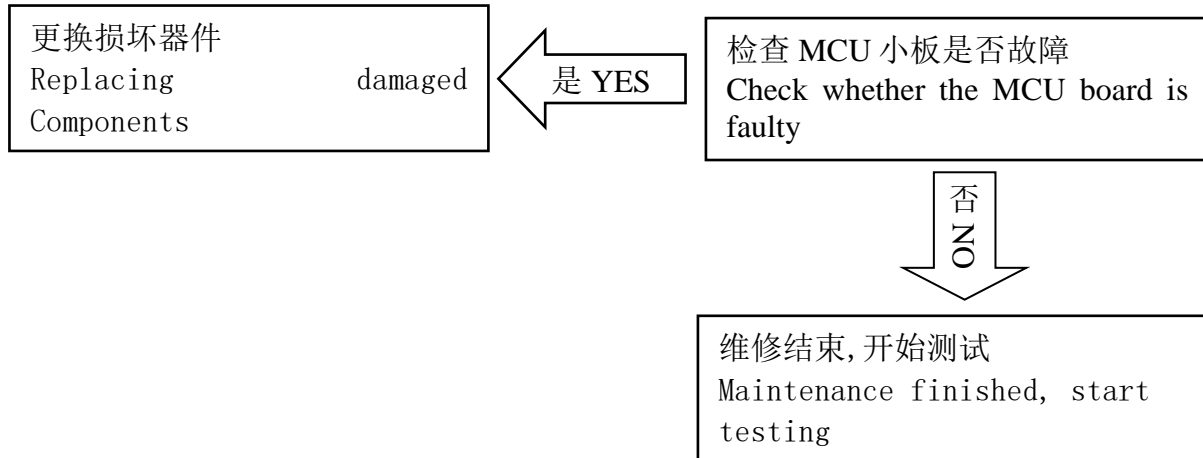 更换损坏器件
Replacing damaged
Components
是 YES
检查 MCU 小板是否故障
Check whether the MCU board is
faulty
否 NO
维修结束,开始测试
Maintenance finished, start
testing